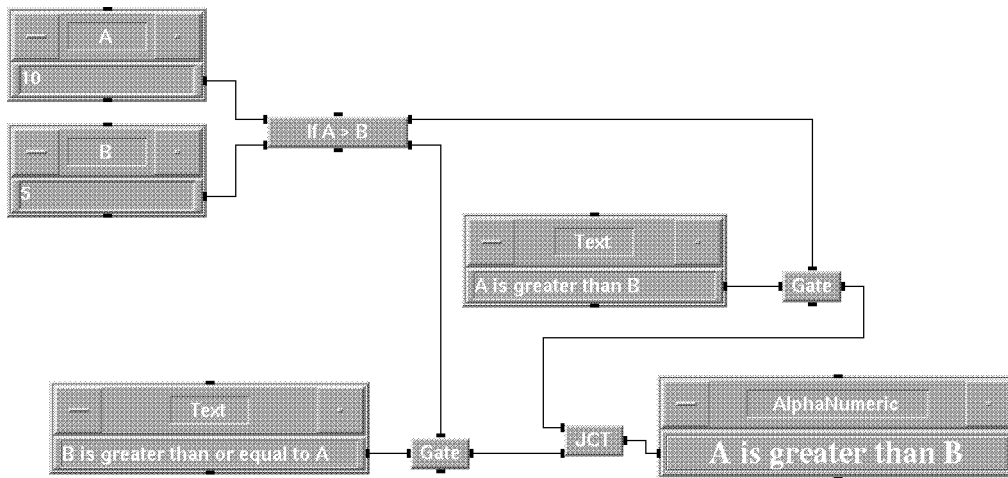 A
10
B
5
If A > B
Text
A is greater than B
Gate
Text
B is greater than or equal to A
Gate
JCT
AlphaNumeric
A is greater than B